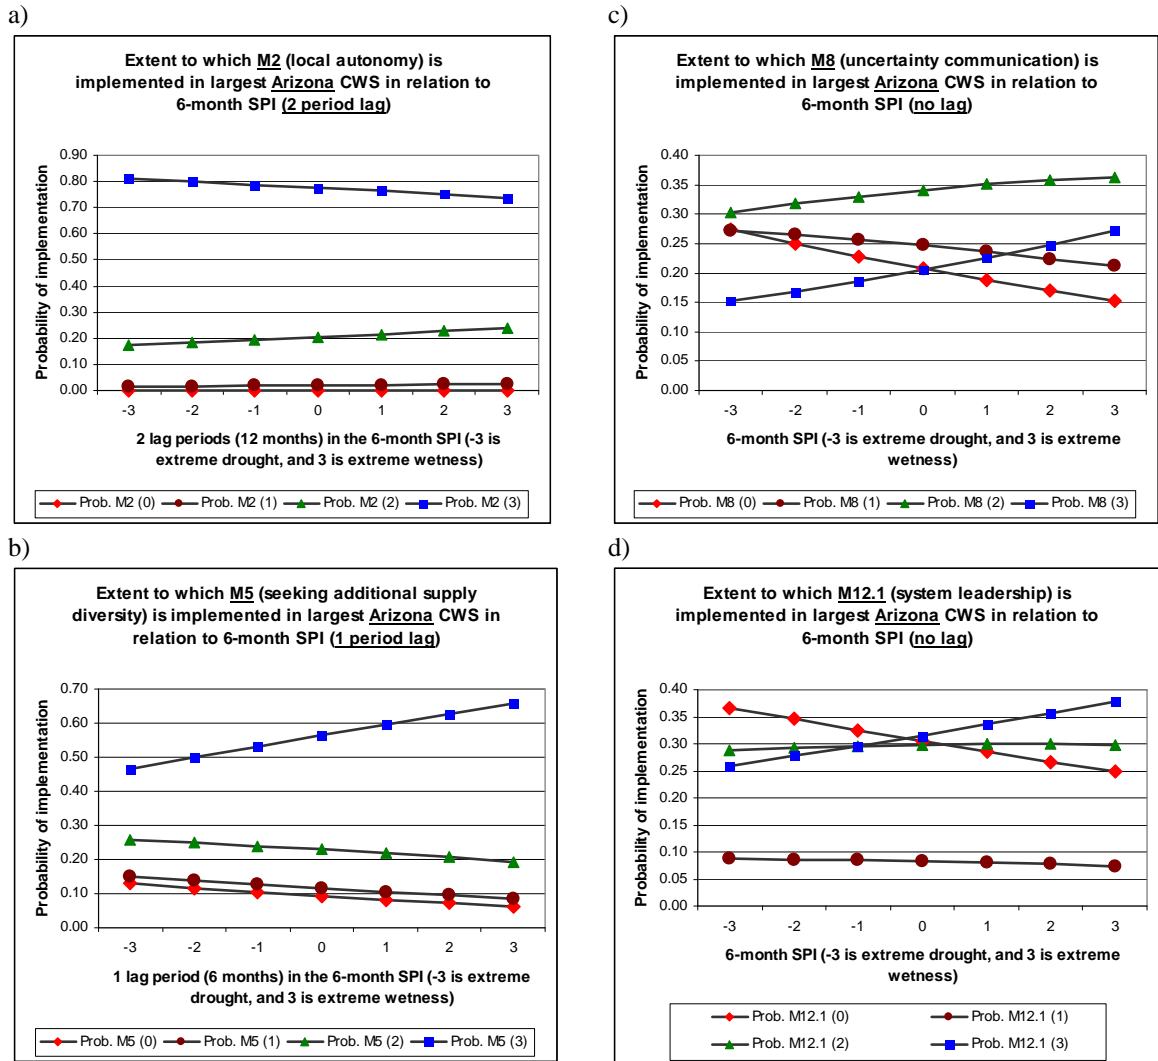 a)
Extent to which M2 (local autonomy) is
implemented in largest Arizona CWS in relation to
6-month SPI (2 period lag)
Probability of implementation
0.90
0.80
0.70
0.60
0.50
0.40
0.30
0.20
0.10
0.00
-3 -2 -1 0 1 2 3
2 lag periods (12 months) in the 6-month SPI (-3 is
extreme drought, and 3 is extreme wetness)
Prob. M2 (0) Prob. M2 (1) Prob. M2 (2) Prob. M2 (3)
b)
Extent to which M5 (seeking additional supply
diversity) is implemented in largest Arizona CWS in
relation to 6-month SPI (1 period lag)
Probability of implementation
0.70
0.60
0.50
0.40
0.30
0.20
0.10
0.00
-3 -2 -1 0 1 2 3
1 lag period (6 months) in the 6-month SPI (-3 is extreme
drought, and 3 is extreme wetness)
Prob. M5 (0) Prob. M5 (1) Prob. M5 (2) Prob. M5 (3)
c)
Extent to which M8 (uncertainty communication) is
implemented in largest Arizona CWS in relation to
6-month SPI (no lag)
Probability of implementation
0.40
0.35
0.30
0.25
0.20
0.15
0.10
0.05
0.00
-3 -2 -1 0 1 2 3
6-month SPI (-3 is extreme drought, and 3 is extreme
wetness)
Prob. M8 (0) Prob. M8 (1) Prob. M8 (2) Prob. M8 (3)
d)
Extent to which M12.1 (system leadership) is
implemented in largest Arizona CWS in relation to
6-month SPI (no lag)
Probability of implementation
0.40
0.35
0.30
0.25
0.20
0.15
0.10
0.05
0.00
-3 -2 -1 0 1 2 3
6-month SPI (-3 is extreme drought, and 3 is extreme
wetness)
Prob. M12.1 (0) Prob. M12.1 (1)
Prob. M12.1 (2) Prob. M12.1 (3)